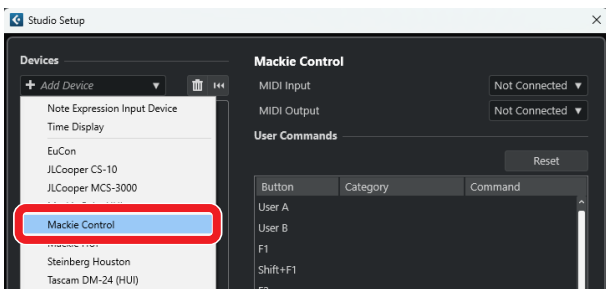 Studio Setup
Devices
Add Device
Note Expression Input Device
Time Display
EuCon
JLCooper CS-10
JLCooper MCS-3000
Mackie Control
Steinberg Houston
Tascam DM-24 (HUI)
Mackie Control
MIDI Input Not Connected
MIDI Output Not Connected
User Commands
Reset
Button Category Command
User A
User B
F1
Shift+F1